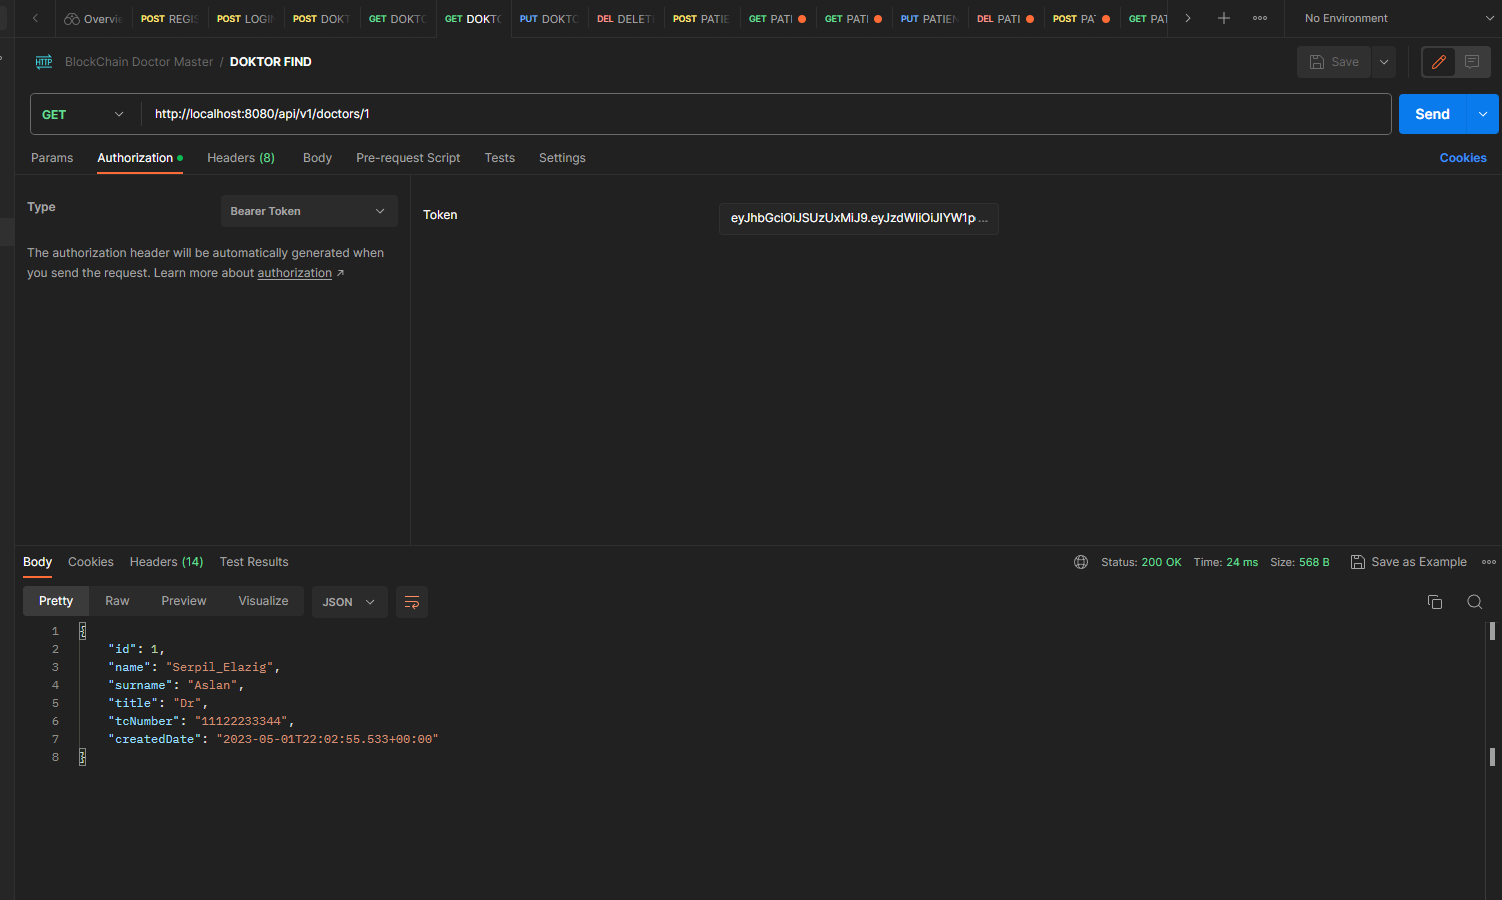 Overvie POST REGIS POST LOGIN POST DOKT GET DOKTO GET DOKTO PUT DOKTO DEL DELETE POST PATIE GET PATI GET PATI PUT PATIEN DEL PATI POST PAT GET PAT No Environment
HTTP BlockChain Doctor Master / DOKTOR FIND Save
GET http://localhost:8080/api/v1/doctors/1 Send
Params Authorization Headers (8) Body Pre-request Script Tests Settings Cookies
Type Bearer Token Token eyJhbGciOiJSUzUxMiJ9.eyJzdWIiOiJIYW1p ...
The authorization header will be automatically generated when
you send the request. Learn more about authorization ↗
Body Cookies Headers (14) Test Results Status: 200 OK Time: 24 ms Size: 568 B Save as Example
Pretty Raw Preview Visualize JSON
1 {
2 "id": 1,
3 "name": "Serpil_Elazig",
4 "surname": "Aslan",
5 "title": "Dr",
6 "tcNumber": "11122233344",
7 "createdDate": "2023-05-01T22:02:55.533+00:00"
8 }